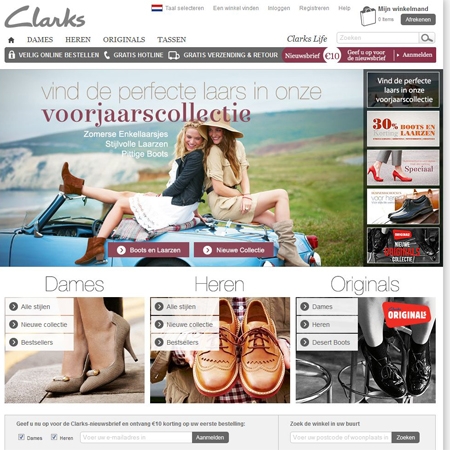 Clarks
Taal selecteren
Een winkel vinden
Inloggen
Registreren
Help
Mijn winkelmand
0 items
Afrekenen
DAMES
HEREN
ORIGINALS
TASSEN
Clarks Life
Zoeken
VEILIG ONLINE BESTELLEN
GRATIS HOTLINE
GRATIS VERZENDING & RETOUR
Nieuwsbrief €10 Geef u op voor de nieuwsbrief
Aanmelden
vind de perfecte laars in onze
voorjaarscollectie
Zomerse Enkellaarsjes
Stijlvolle Laarzen
Pittige Boots
Boots en Laarzen
Nieuwe Collectie
Vind de perfecte
laars in onze
voorjaarscollectie
30% BOOTS EN
korting LAARZEN
Speciaal
ORIGINALS
NIEUWE
ORIGINALS
COLLECTIE
Dames
Heren
Originals
Alle stijlen
Nieuwe collectie
Bestsellers
Alle stijlen
Nieuwe collectie
Bestsellers
Dames
Heren
Desert Boots
ORIGINALS
Geef u nu op voor de Clarks-nieuwsbrief en ontvang €10 korting op uw eerste bestelling:
Dames
Heren
Voer uw e-mailadres in
Aanmelden
Zoek de winkel in uw buurt
Voer uw postcode of woonplaats in
Zoeken